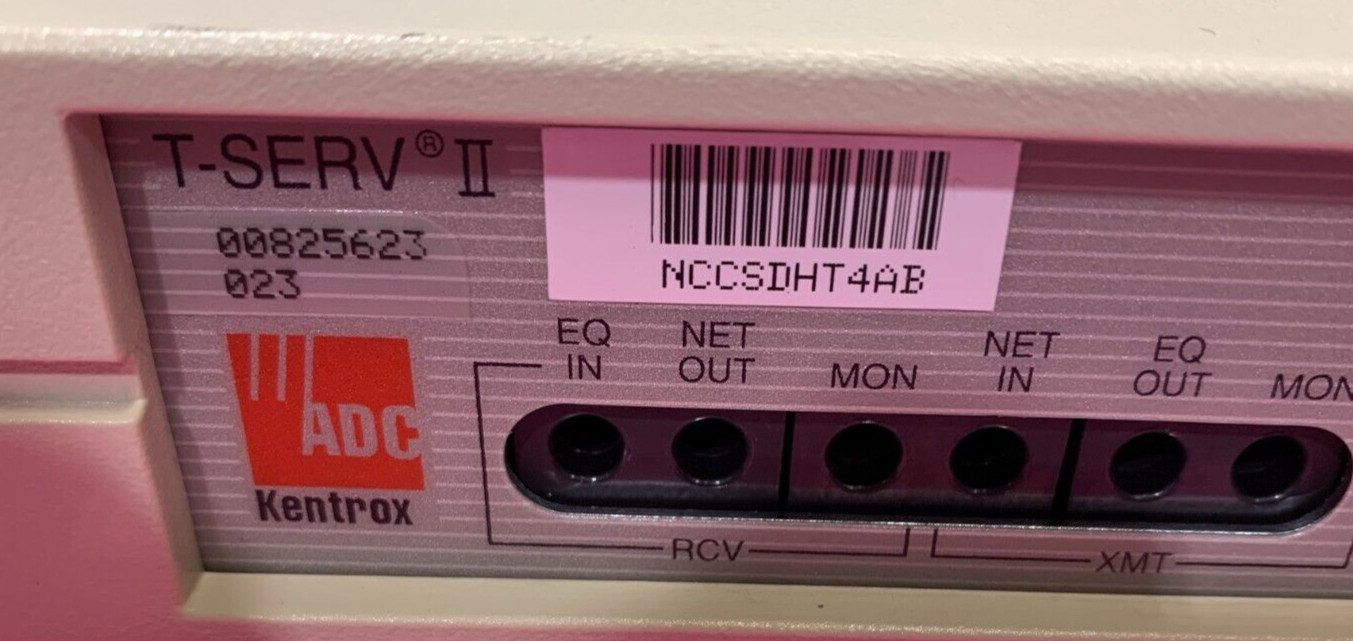 T-SERV® II
00825623
023
NCCSDHT4AB
ADC
Kentrox
EQ IN
NET OUT
MON
NET IN
EQ OUT
MON
RCV
XMT